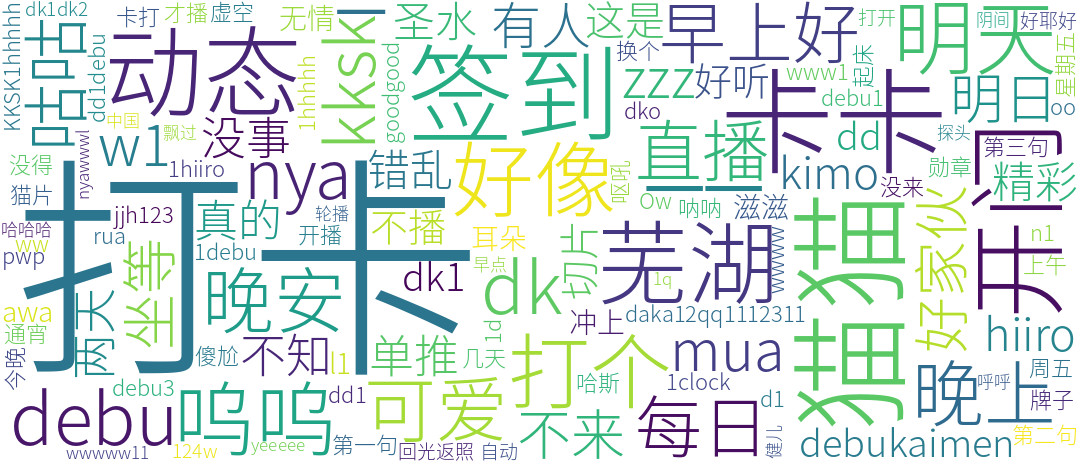 dk1dk2
卡打
才播
虚空
无情
KKSK
圣水
有人
这是
早上好
明天
打开
阴间
好耶好
KKSK1hhhhh
咕咕
dd1debu
动态
1hhhhh
goodgood
签到
换个
zzz
好听
www1
起床
星期五
中国
w1
没事
dko
直播
卡卡
debu1
明日
oo
nyawwwl
飘过
nya
错乱
好像
dd
探头
第三句
没得
1hiiro
呕吼
kimo
勋章
精彩
猫片
打卡
jjh123
真的
轮播
不播
Ow
呐呐
滋滋
没来
猫猫
好家伙
开门
哈哈哈
ww
rua
开播
耳朵
切片
芜湖
wwwww
n1
pwp
坐等
1debu
早点
1q
上午
awa
两天
晚安
dk1
dk
daka12qq1112311
通宵
1d
冲上
hiiro
今晚
傻尬
不知
l1
单推
几天
打个
mua
周五
debu3
dd1
可爱
哈斯
1clock
d1
晚上
呼呼
牌子
debu
呜呜
不来
每日
debukaimen
第二句
wwwww11
124w
yeeeee
第一句
回光返照
自动
健儿